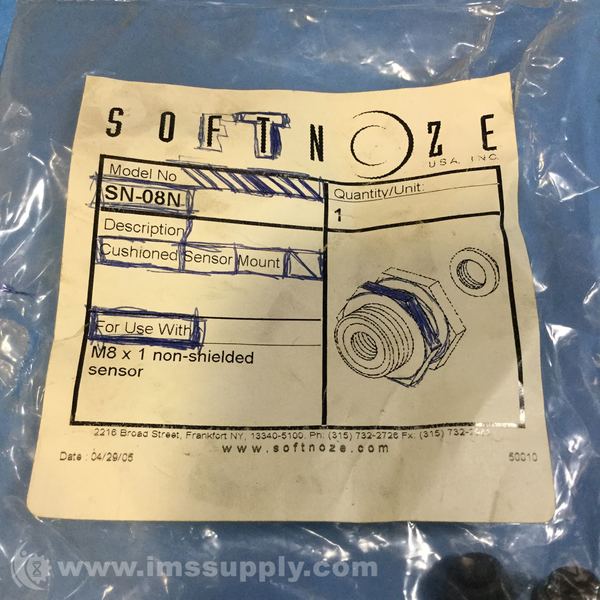 SOFTNOZE
USA, INC.
Model No
SN-08N
Quantity/Unit:
1
Description
Cushioned Sensor Mount
For Use With
M8 x 1 non-shielded
sensor
2216 Broad Street, Frankfort NY, 13340-5100. Ph: (315) 732-2726 Fx: (315)
www.softnoze.com
Date : 04/29/05
50010
www.imssupply.com